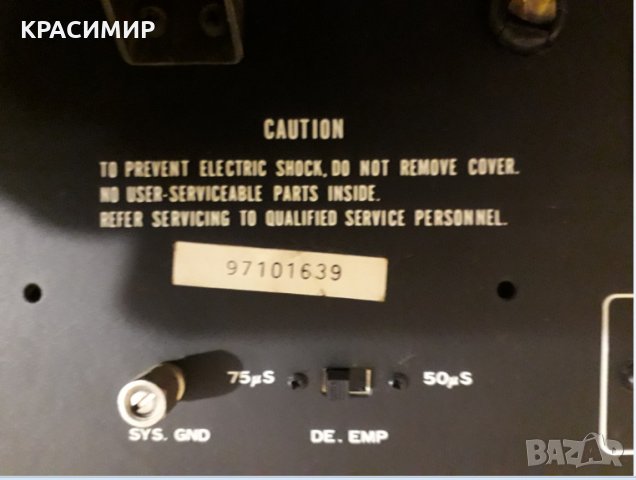 КРАСИМИР
CAUTION
TO PREVENT ELECTRIC SHOCK, DO NOT REMOVE COVER.
NO USER-SERVICEABLE PARTS INSIDE.
REFER SERVICING TO QUALIFIED SERVICE PERSONNEL.
97101639
75µS 50µS
SYS. GND DE. EMP
BAZAR